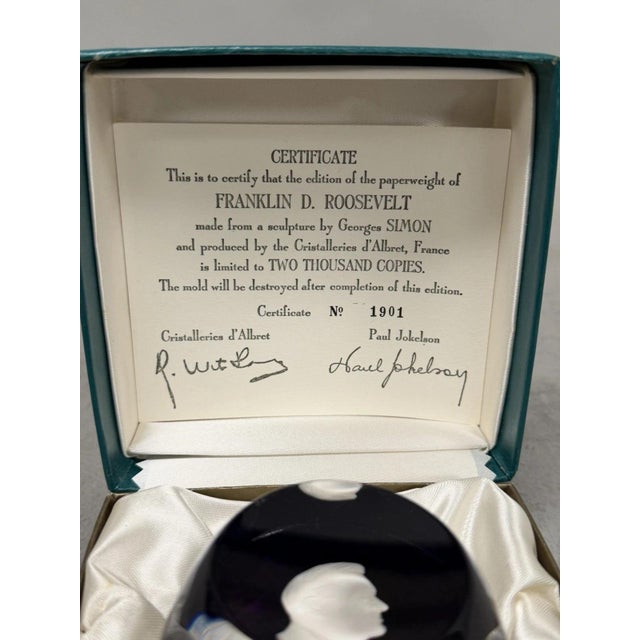 CERTIFICATE
This is to certify that the edition of the paperweight of
FRANKLIN D. ROOSEVELT
made from a sculpture by Georges SIMON
and produced by the Cristalleries d'Albret, France
is limited to TWO THOUSAND COPIES.
The mold will be destroyed after completion of this edition.
Certificate Nº 1901
Cristalleries d'Albret Paul Jokelson
Paul Jokelson